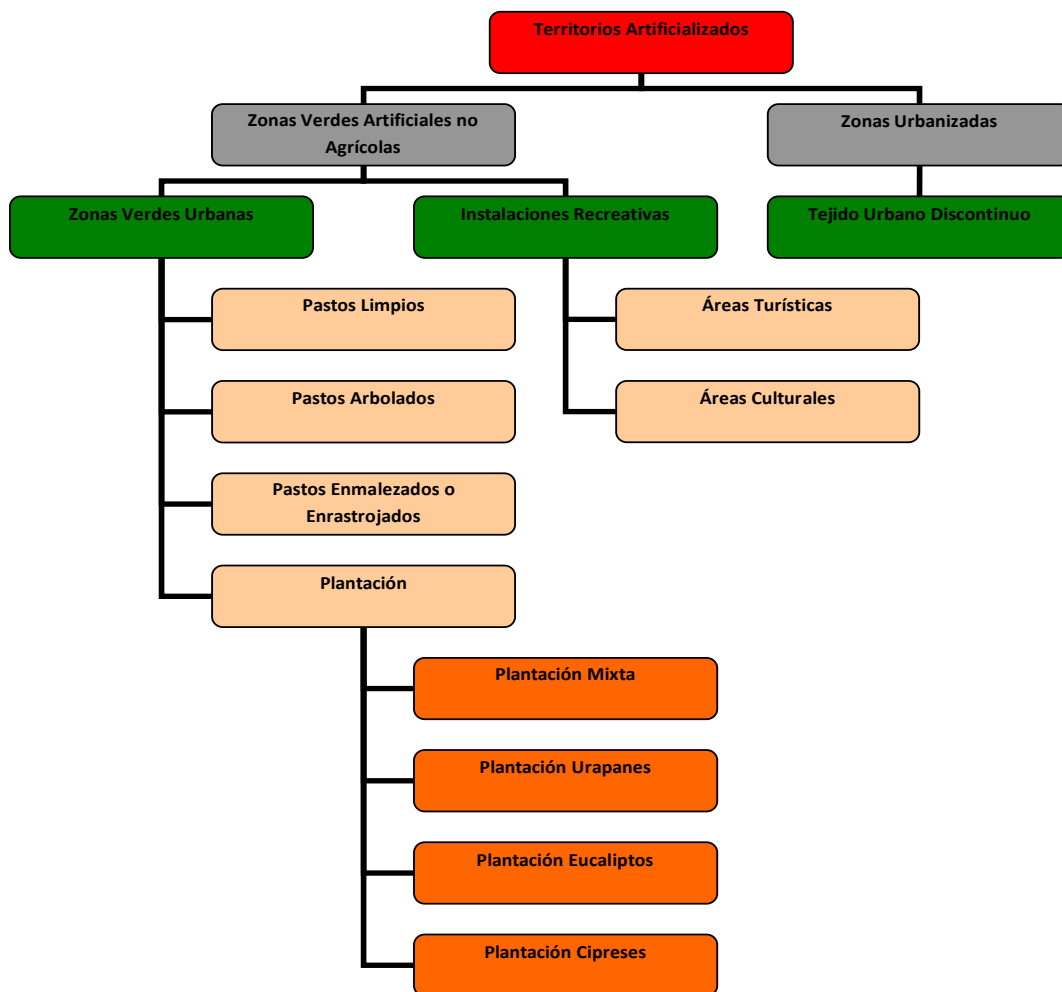 Territorios Artificializados
Zonas Verdes Artificiales no
Agrícolas
Zonas Urbanizadas
Zonas Verdes Urbanas
Instalaciones Recreativas
Tejido Urbano Discontinuo
Pastos Limpios
Áreas Turísticas
Pastos Arbolados
Áreas Culturales
Pastos Enmalezados o
Enrastrojados
Plantación
Plantación Mixta
Plantación Urapanes
Plantación Eucaliptos
Plantación Cipreses